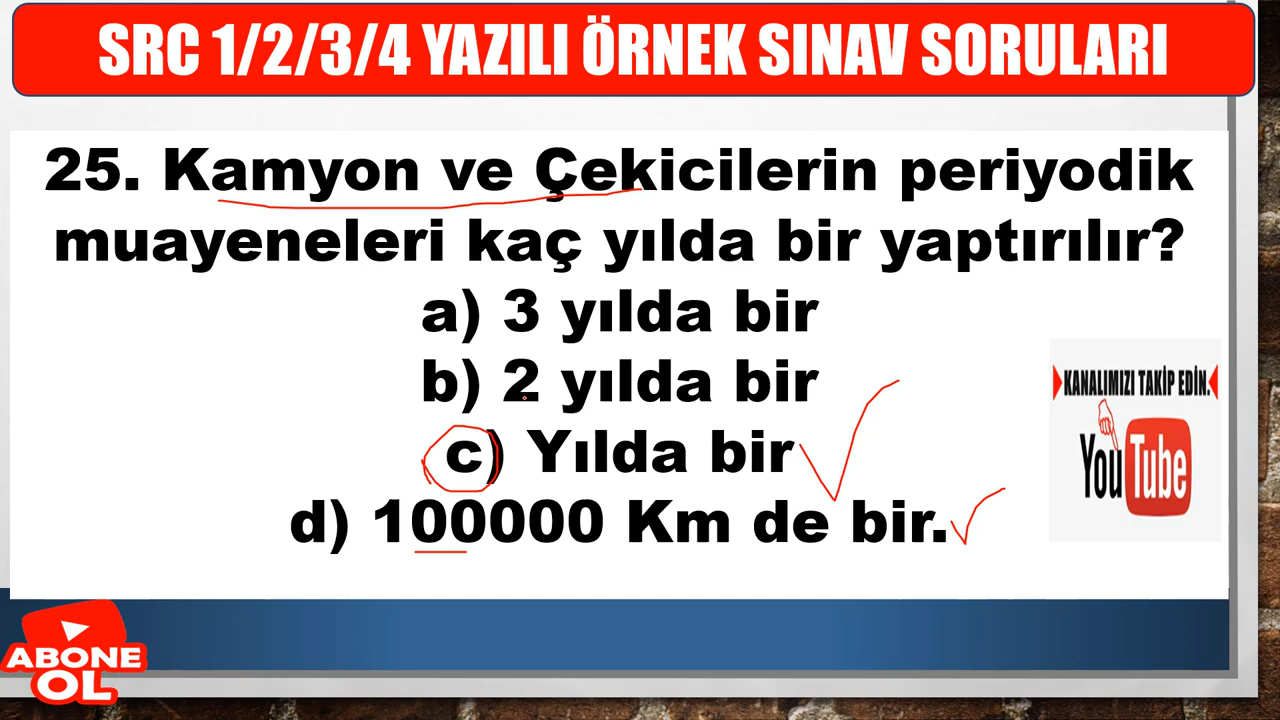 SRC 1/2/3/4 YAZILI ÖRNEK SINAV SORULARI
25. Kamyon ve Çekicilerin periyodik
muayeneleri kaç yılda bir yaptırılır?
a) 3 yılda bir
b) 2 yılda bir
c) Yılda bir
d) 100000 Km de bir.
KANALIMIZI TAKİP EDİN.
YouTube
ABONE
OL